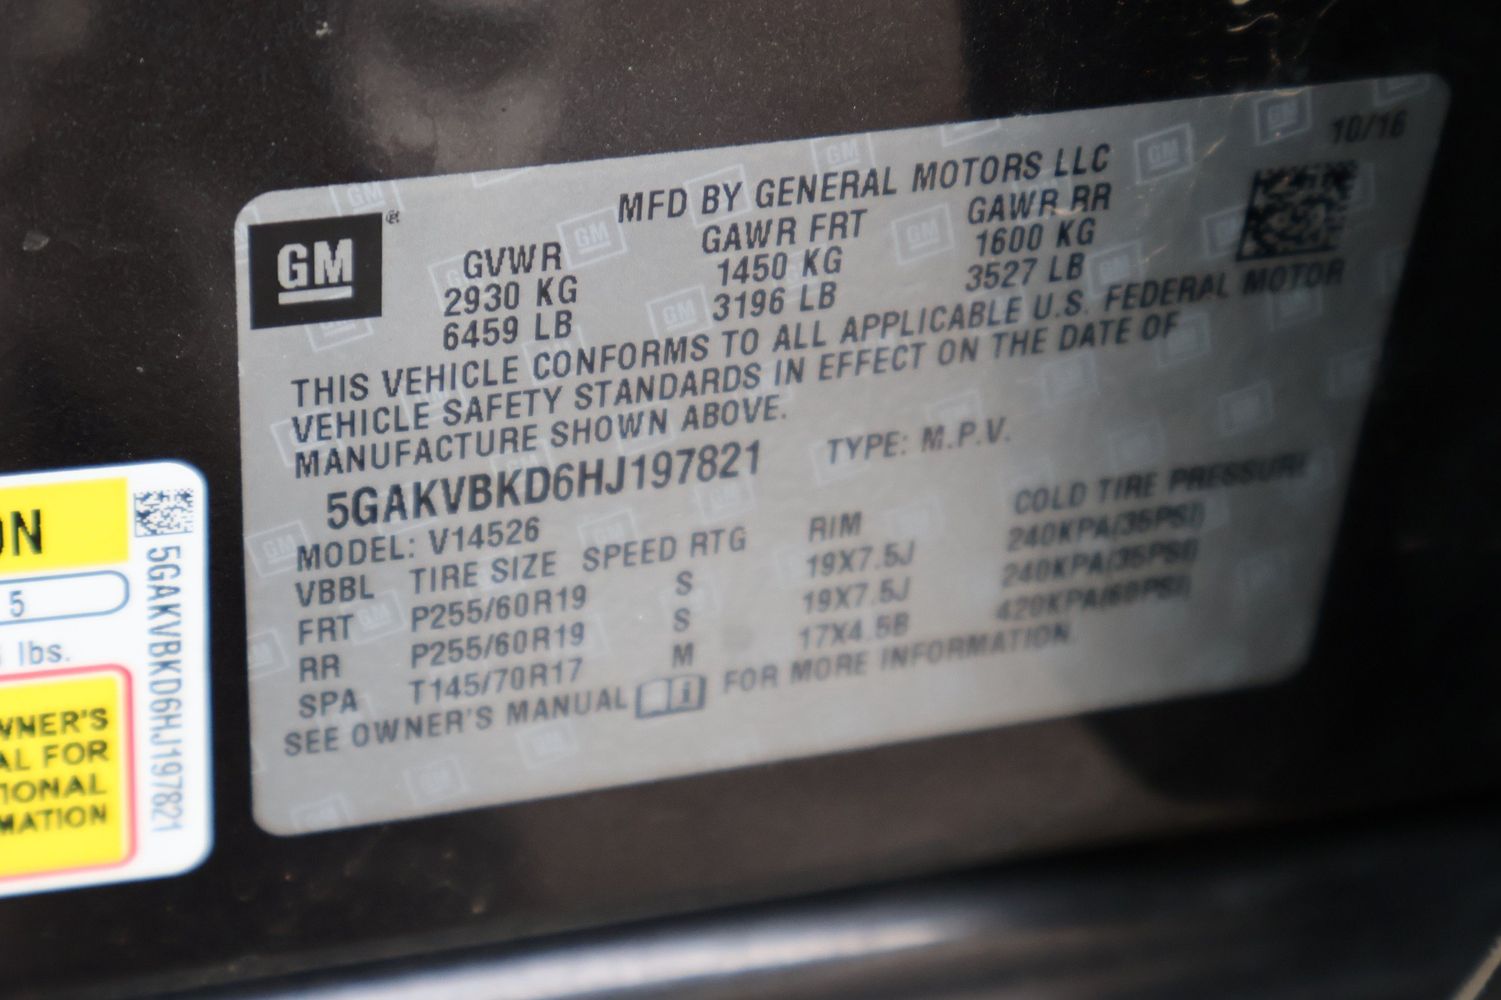 10/16
MFD BY GENERAL MOTORS LLC
GM ®
GVWR GAWR FRT GAWR RR
2930 KG 1450 KG 1600 KG
6459 LB 3196 LB 3527 LB
THIS VEHICLE CONFORMS TO ALL APPLICABLE U.S. FEDERAL MOTOR
VEHICLE SAFETY STANDARDS IN EFFECT ON THE DATE OF
MANUFACTURE SHOWN ABOVE.
5GAKVBKD6HJ197821 TYPE: M.P.V.
MODEL: V14526
VBBL TIRE SIZE SPEED RTG RIM COLD TIRE PRESSURE
FRT P255/60R19 S 19X7.5J 240KPA(35PSI)
RR P255/60R19 S 19X7.5J 240KPA(35PSI)
SPA T145/70R17 M 17X4.5B 420KPA(60PSI)
SEE OWNER'S MANUAL FOR MORE INFORMATION
ON
5
lbs.
WNER'S
AL FOR
TIONAL
MATION
5GAKVBKD6HJ197821